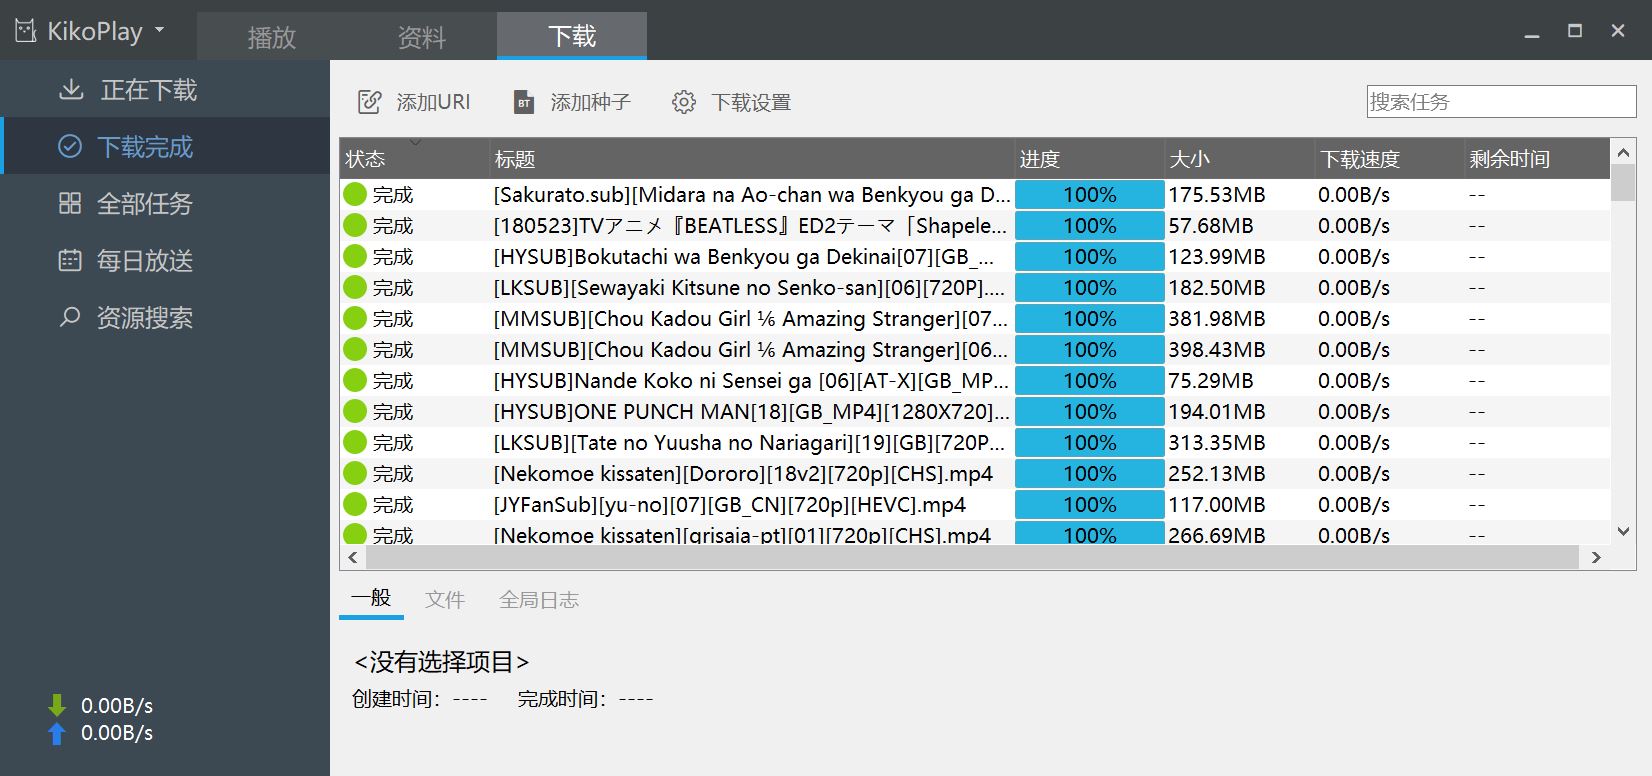 KikoPlay
播放 资料 下载
正在下载
下载完成
全部任务
每日放送
资源搜索
0.00B/s
0.00B/s
添加URI BT 添加种子 下载设置 搜索任务
状态 标题 进度 大小 下载速度 剩余时间
完成 [Sakurato.sub][Midara na Ao-chan wa Benkyou ga D... 100% 175.53MB 0.00B/s --
完成 [180523]TVアニメ『BEATLESS』ED2テーマ「Shapele... 100% 57.68MB 0.00B/s --
完成 [HYSUB]Bokutachi wa Benkyou ga Dekinai[07][GB_... 100% 123.99MB 0.00B/s --
完成 [LKSUB][Sewayaki Kitsune no Senko-san][06][720P].... 100% 182.50MB 0.00B/s --
完成 [MMSUB][Chou Kadou Girl ⅙ Amazing Stranger][07... 100% 381.98MB 0.00B/s --
完成 [MMSUB][Chou Kadou Girl ⅙ Amazing Stranger][06... 100% 398.43MB 0.00B/s --
完成 [HYSUB]Nande Koko ni Sensei ga [06][AT-X][GB_MP... 100% 75.29MB 0.00B/s --
完成 [HYSUB]ONE PUNCH MAN[18][GB_MP4][1280X720]... 100% 194.01MB 0.00B/s --
完成 [LKSUB][Tate no Yuusha no Nariagari][19][GB][720P... 100% 313.35MB 0.00B/s --
完成 [Nekomoe kissaten][Dororo][18v2][720p][CHS].mp4 100% 252.13MB 0.00B/s --
完成 [JYFanSub][yu-no][07][GB_CN][720p][HEVC].mp4 100% 117.00MB 0.00B/s --
完成 [Nekomoe kissaten][grisaia-pt][01][720p][CHS].mp4 100% 266.69MB 0.00B/s --
一般 文件 全局日志
<没有选择项目>
创建时间：---- 完成时间：----